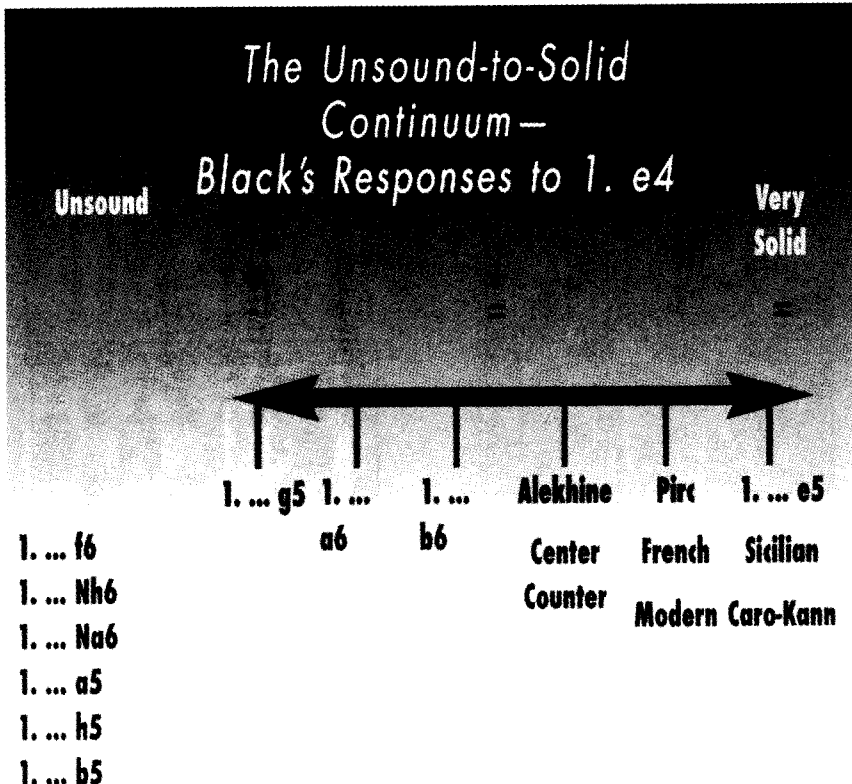 The Unsound-to-Solid
Continuum—
Black's Responses to 1. e4
Unsound
Very
Solid
1. ... g5
1. ...
a6
1. ...
b6
Alekhine
Center
Counter
Pirc
French
Modern
1. ... e5
Sicilian
Caro-Kann
1. ... f6
1. ... Nh6
1. ... Na6
1. ... a5
1. ... h5
1. ... b5